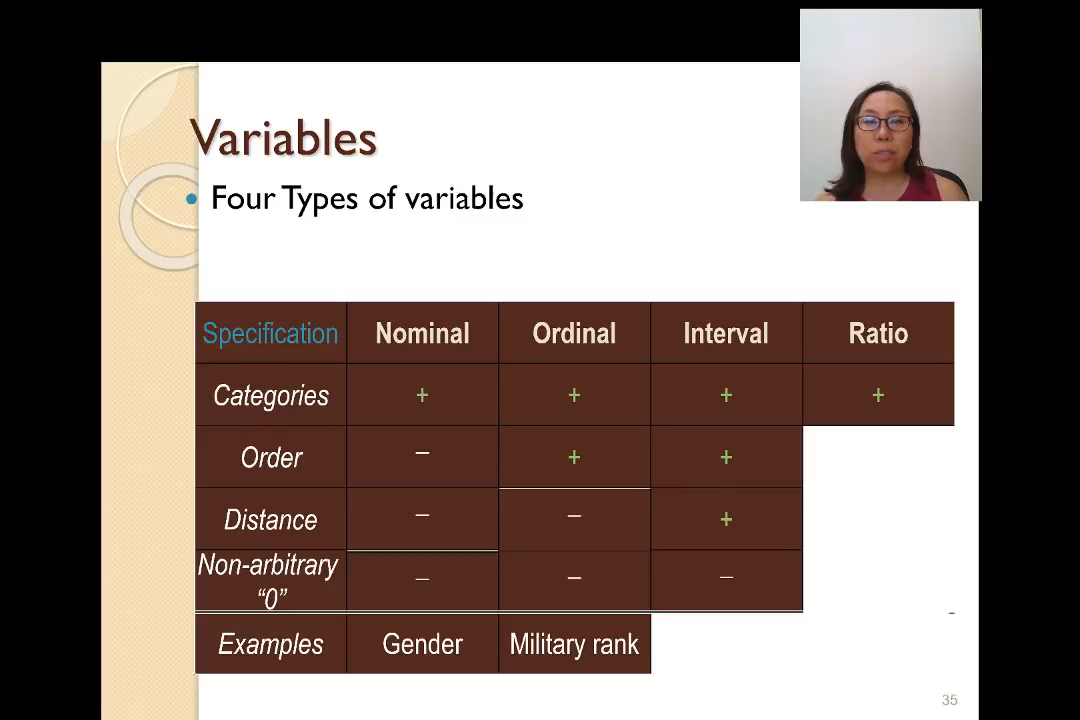 Variables
• Four Types of variables
Specification Nominal Ordinal Interval Ratio
Categories + + + +
Order – + +
Distance – – +
Non-arbitrary
"0" – – –
Examples Gender Military rank
35